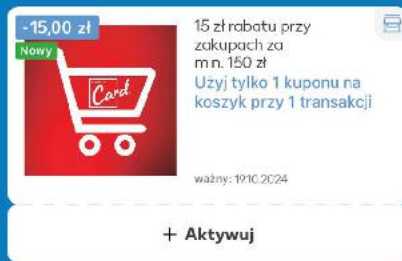 -15,00 zł
Nowy
Card
15 zł rabatu przy
zakupach za
min. 150 zł
Użyj tylko 1 kuponu na
koszyk przy 1 transakcji
ważny: 19.10.2024
+ Aktywuj